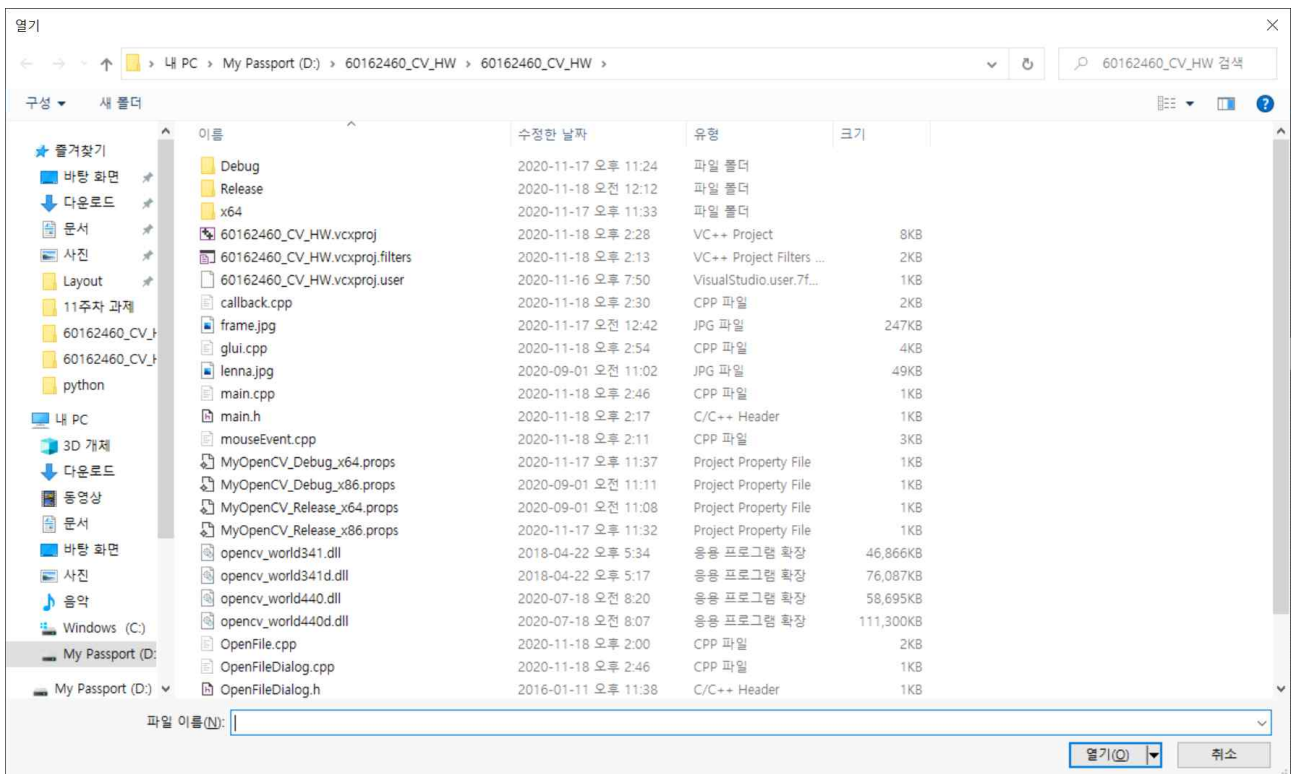 열기
내 PC > My Passport (D:) > 60162460_CV_HW > 60162460_CV_HW >
60162460_CV_HW 검색
구성
새 폴더
즐겨찾기
바탕 화면
다운로드
문서
사진
Layout
11주차 과제
60162460_CV_H
60162460_CV_H
python
내 PC
3D 개체
다운로드
동영상
문서
바탕 화면
사진
음악
Windows (C:)
My Passport (D:
My Passport (D:)
이름 수정한 날짜 유형 크기
Debug 2020-11-17 오후 11:24 파일 폴더
Release 2020-11-18 오전 12:12 파일 폴더
x64 2020-11-17 오후 11:33 파일 폴더
60162460_CV_HW.vcxproj 2020-11-18 오후 2:28 VC++ Project 8KB
60162460_CV_HW.vcxproj.filters 2020-11-18 오후 2:13 VC++ Project Filters ... 2KB
60162460_CV_HW.vcxproj.user 2020-11-16 오후 7:50 VisualStudio.user.7f... 1KB
callback.cpp 2020-11-18 오후 2:30 CPP 파일 2KB
frame.jpg 2020-11-17 오전 12:42 JPG 파일 247KB
glui.cpp 2020-11-18 오후 2:54 CPP 파일 4KB
lenna.jpg 2020-09-01 오전 11:02 JPG 파일 49KB
main.cpp 2020-11-18 오후 2:46 CPP 파일 1KB
main.h 2020-11-18 오후 2:17 C/C++ Header 1KB
mouseEvent.cpp 2020-11-18 오후 2:11 CPP 파일 3KB
MyOpenCV_Debug_x64.props 2020-11-17 오후 11:37 Project Property File 1KB
MyOpenCV_Debug_x86.props 2020-09-01 오전 11:11 Project Property File 1KB
MyOpenCV_Release_x64.props 2020-09-01 오전 11:08 Project Property File 1KB
MyOpenCV_Release_x86.props 2020-11-17 오후 11:32 Project Property File 1KB
opencv_world341.dll 2018-04-22 오후 5:34 응용 프로그램 확장 46,866KB
opencv_world341d.dll 2018-04-22 오후 5:17 응용 프로그램 확장 76,087KB
opencv_world440.dll 2020-07-18 오전 8:20 응용 프로그램 확장 58,695KB
opencv_world440d.dll 2020-07-18 오전 8:07 응용 프로그램 확장 111,300KB
OpenFile.cpp 2020-11-18 오후 2:00 CPP 파일 2KB
OpenFileDialog.cpp 2020-11-18 오후 2:46 CPP 파일 1KB
OpenFileDialog.h 2016-01-11 오후 11:38 C/C++ Header 1KB
파일 이름(N):
열기(O) 취소